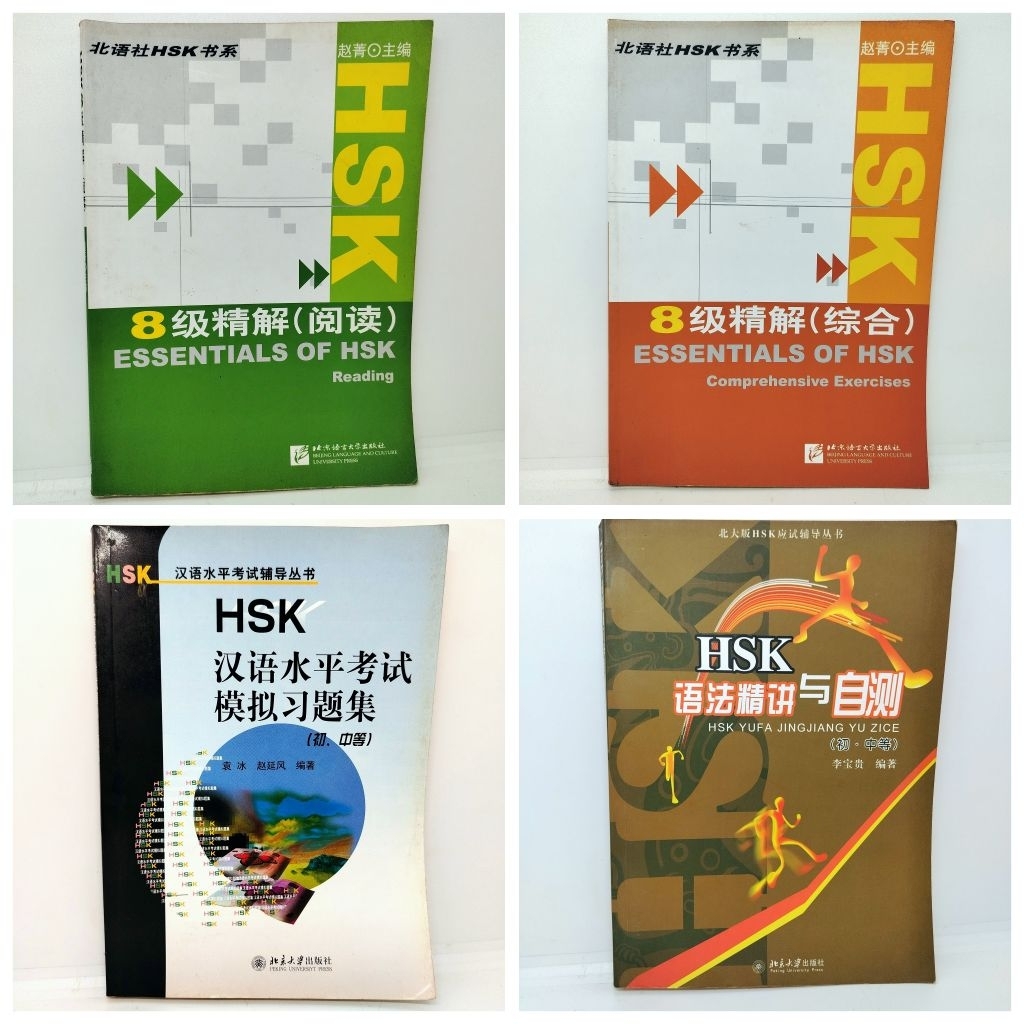 北语社HSK书系
赵菁⊙主编
HSK
8级精解(阅读)
ESSENTIALS OF HSK
Reading
北京语言大学出版社
BEIJING LANGUAGE AND CULTURE
UNIVERSITY PRESS
北语社HSK书系
赵菁⊙主编
HSK
8级精解(综合)
ESSENTIALS OF HSK
Comprehensive Exercises
北京语言大学出版社
BEIJING LANGUAGE AND CULTURE
UNIVERSITY PRESS
HSK 汉语水平考试辅导丛书
HSK
汉语水平考试
模拟习题集
(初、中等)
袁冰 赵延风 编著
北京大学出版社
PEKING UNIVERSITY PRESS
北大版HSK应试辅导丛书
HSK
HSK
语法精讲与自测
HSK YUFA JINGJIANG YU ZICE
(初·中等)
李宝贵 编著
北京大学出版社
Peking University Press